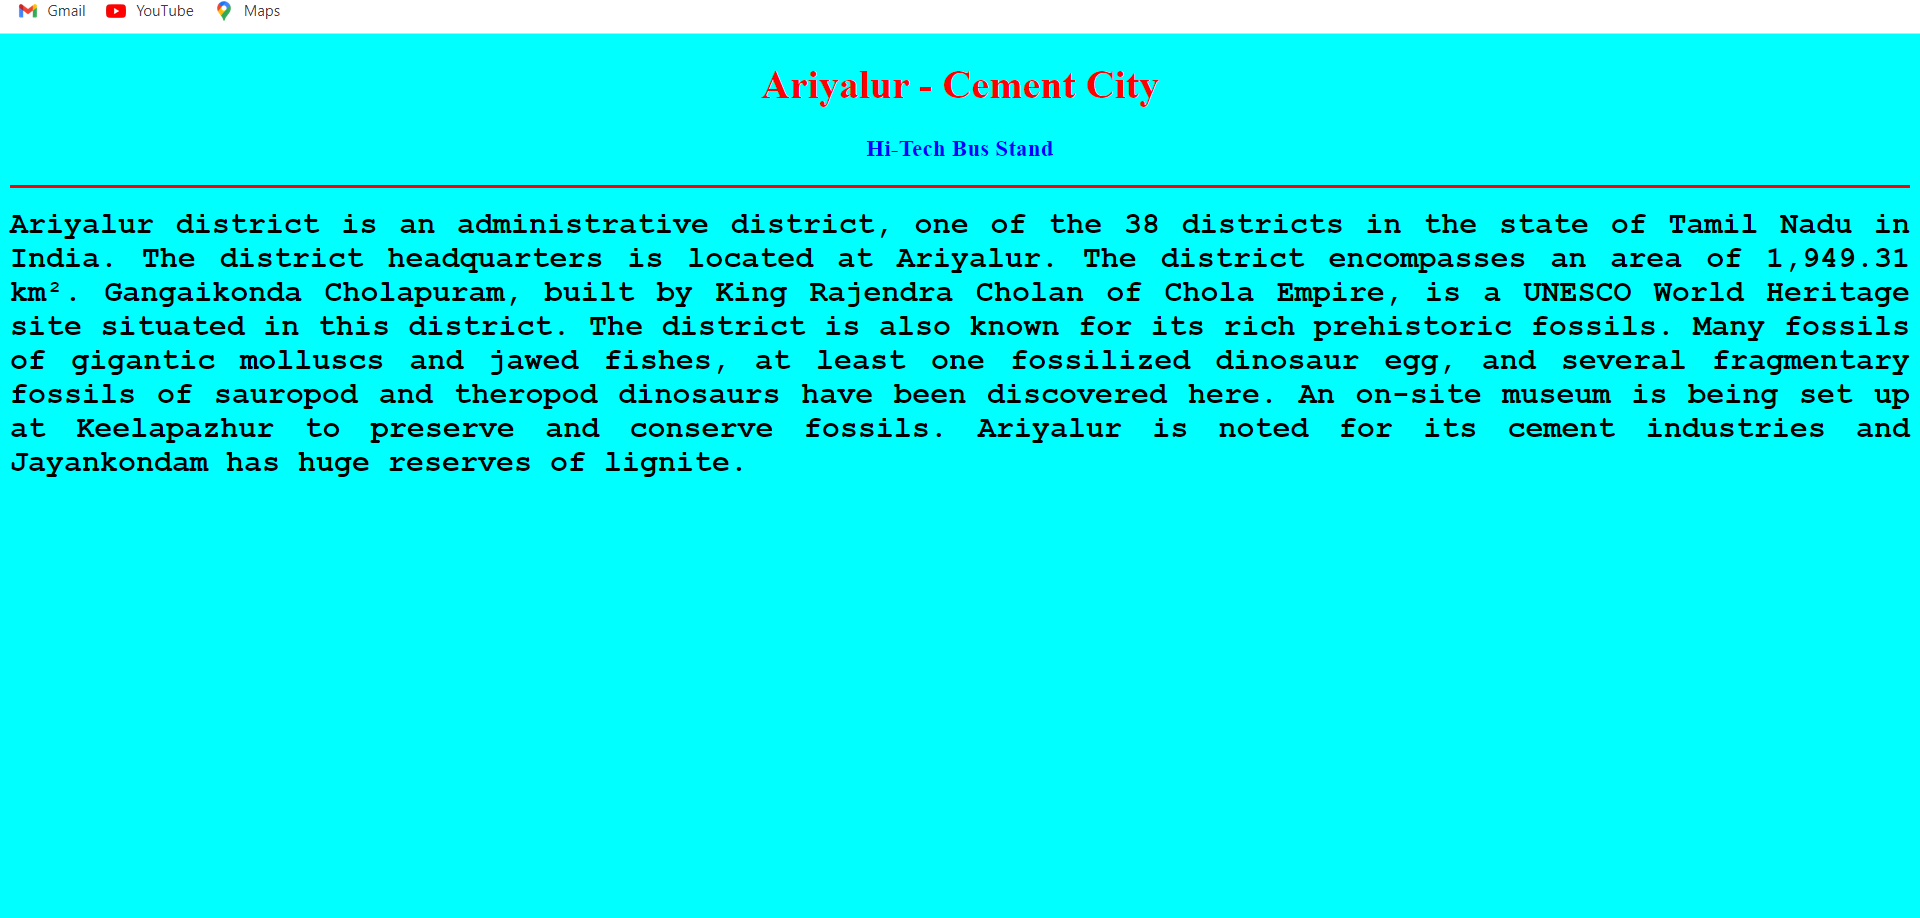 Gmail YouTube Maps
Ariyalur - Cement City
Hi-Tech Bus Stand
Ariyalur district is an administrative district, one of the 38 districts in the state of Tamil Nadu in
India. The district headquarters is located at Ariyalur. The district encompasses an area of 1,949.31
km². Gangaikonda Cholapuram, built by King Rajendra Cholan of Chola Empire, is a UNESCO World Heritage
site situated in this district. The district is also known for its rich prehistoric fossils. Many fossils
of gigantic molluscs and jawed fishes, at least one fossilized dinosaur egg, and several fragmentary
fossils of sauropod and theropod dinosaurs have been discovered here. An on-site museum is being set up
at Keelapazhur to preserve and conserve fossils. Ariyalur is noted for its cement industries and
Jayankondam has huge reserves of lignite.